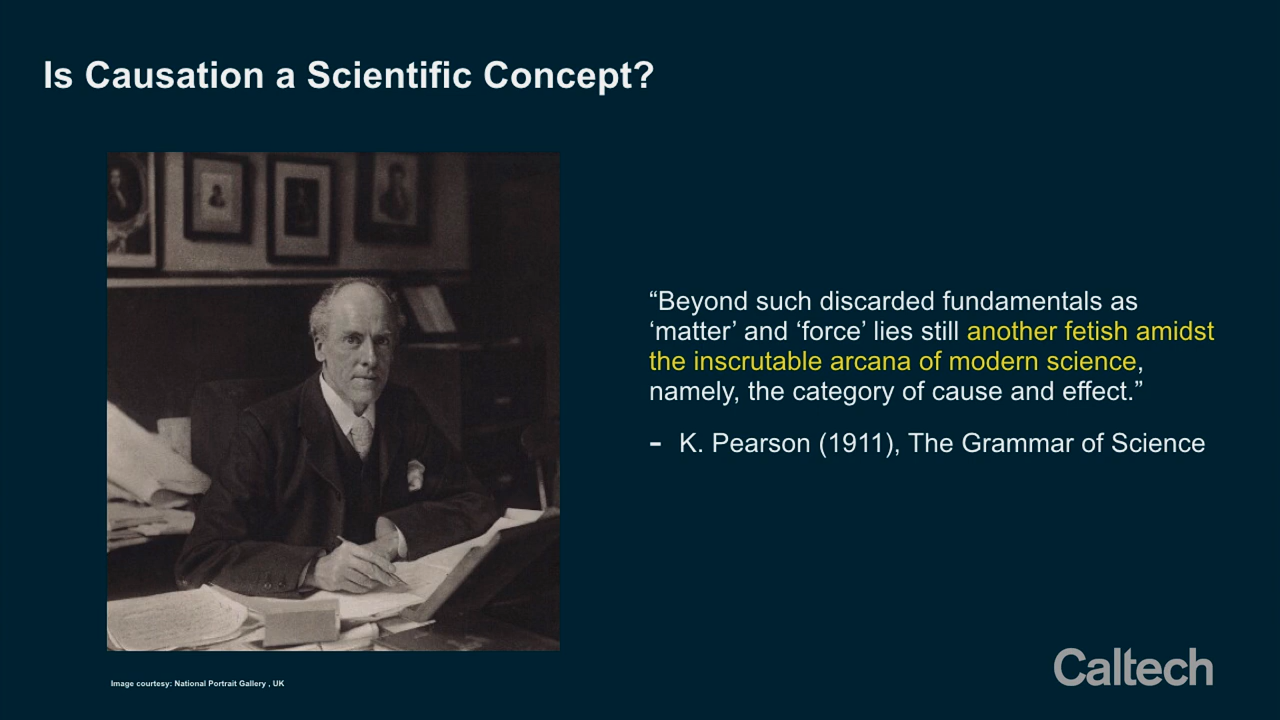 Is Causation a Scientific Concept?
“Beyond such discarded fundamentals as
‘matter’ and ‘force’ lies still another fetish amidst
the inscrutable arcana of modern science,
namely, the category of cause and effect.”
- K. Pearson (1911), The Grammar of Science
Image courtesy: National Portrait Gallery , UK
Caltech